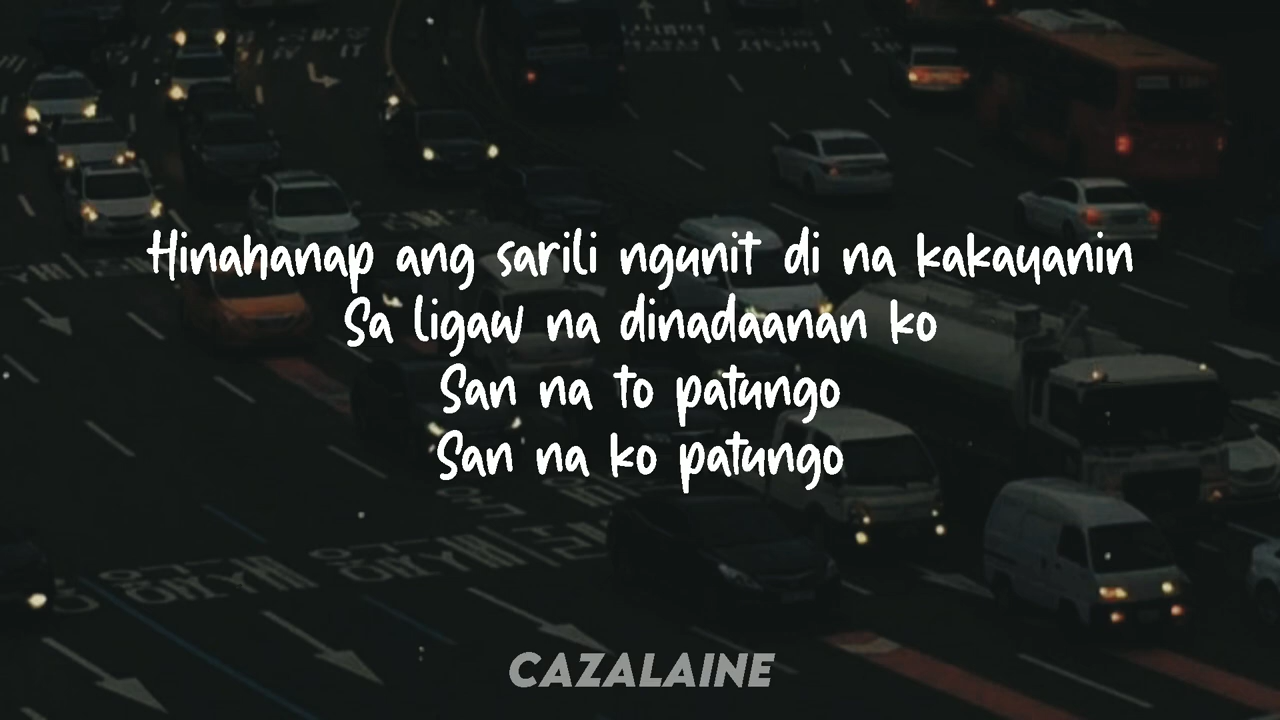 Hinahanap ang sarili ngunit di na kakayanin
Sa ligaw na dinadaanan ko
San na to patungo
San na ko patungo
CAZALAINE